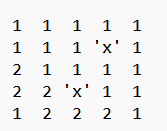 1 1 1 1 1
1 1 1 'x' 1
2 1 1 1 1
2 2 'x' 1 1
1 2 2 2 1